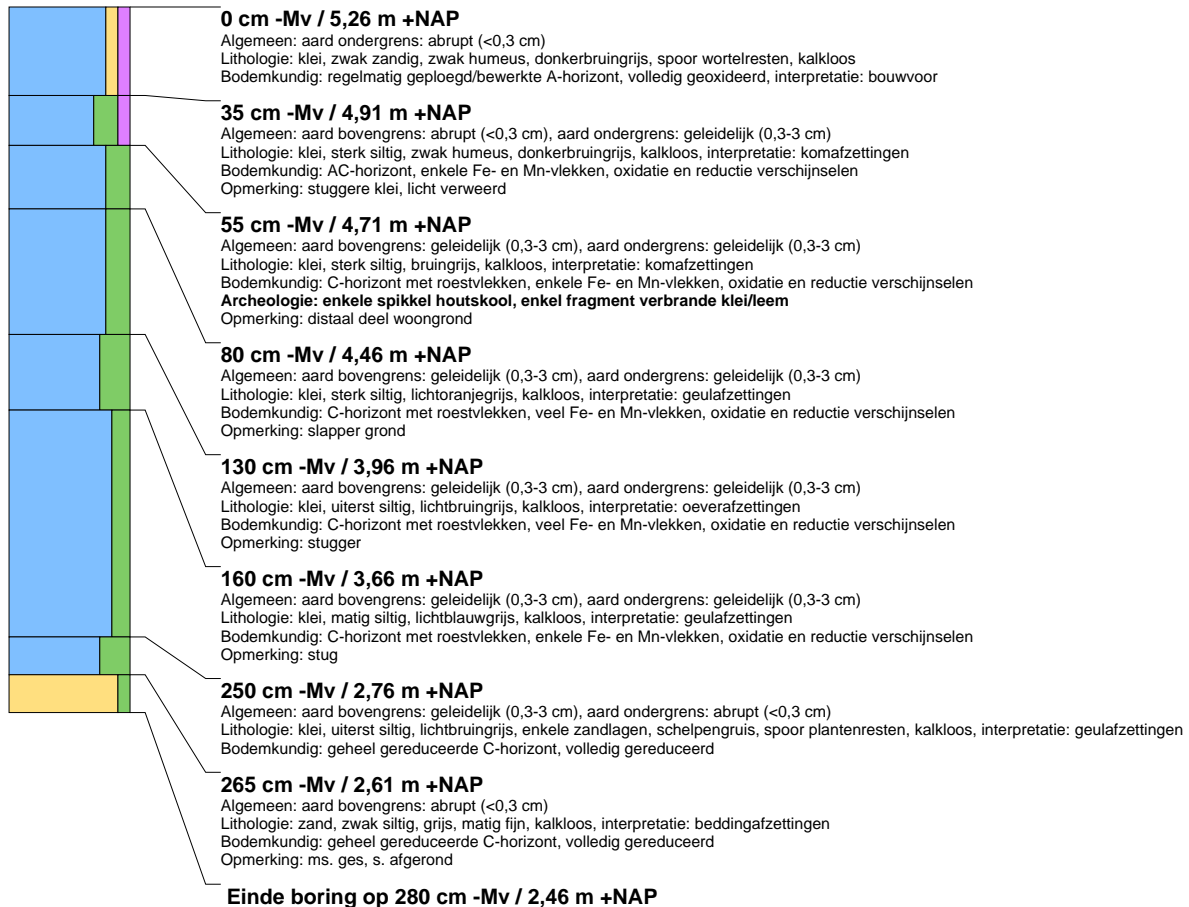 0 cm -Mv / 5,26 m +NAP
Algemeen: aard ondergrens: abrupt (<0,3 cm)
Lithologie: klei, zwak zandig, zwak humeus, donkerbruingrijs, spoor wortelresten, kalkloos
Bodemkundig: regelmatig geploegd/bewerkte A-horizont, volledig geoxideerd, interpretatie: bouwvoor
35 cm -Mv / 4,91 m +NAP
Algemeen: aard bovengrens: abrupt (<0,3 cm), aard ondergrens: geleidelijk (0,3-3 cm)
Lithologie: klei, sterk siltig, zwak humeus, donkerbruingrijs, kalkloos, interpretatie: komafzettingen
Bodemkundig: AC-horizont, enkele Fe- en Mn-vlekken, oxidatie en reductie verschijnselen
Opmerking: stuggere klei, licht verweerd
55 cm -Mv / 4,71 m +NAP
Algemeen: aard bovengrens: geleidelijk (0,3-3 cm), aard ondergrens: geleidelijk (0,3-3 cm)
Lithologie: klei, sterk siltig, bruingrijs, kalkloos, interpretatie: komafzettingen
Bodemkundig: C-horizont met roestvlekken, enkele Fe- en Mn-vlekken, oxidatie en reductie verschijnselen
Archeologie: enkele spikkel houtskool, enkel fragment verbrande klei/leem
Opmerking: distaal deel woongrond
80 cm -Mv / 4,46 m +NAP
Algemeen: aard bovengrens: geleidelijk (0,3-3 cm), aard ondergrens: geleidelijk (0,3-3 cm)
Lithologie: klei, sterk siltig, lichtoranjegrijs, kalkloos, interpretatie: geulafzettingen
Bodemkundig: C-horizont met roestvlekken, veel Fe- en Mn-vlekken, oxidatie en reductie verschijnselen
Opmerking: slapper grond
130 cm -Mv / 3,96 m +NAP
Algemeen: aard bovengrens: geleidelijk (0,3-3 cm), aard ondergrens: geleidelijk (0,3-3 cm)
Lithologie: klei, uiterst siltig, lichtbruingrijs, kalkloos, interpretatie: oeverafzettingen
Bodemkundig: C-horizont met roestvlekken, veel Fe- en Mn-vlekken, oxidatie en reductie verschijnselen
Opmerking: stugger
160 cm -Mv / 3,66 m +NAP
Algemeen: aard bovengrens: geleidelijk (0,3-3 cm), aard ondergrens: geleidelijk (0,3-3 cm)
Lithologie: klei, matig siltig, lichtblauwgrijs, kalkloos, interpretatie: geulafzettingen
Bodemkundig: C-horizont met roestvlekken, enkele Fe- en Mn-vlekken, oxidatie en reductie verschijnselen
Opmerking: stug
250 cm -Mv / 2,76 m +NAP
Algemeen: aard bovengrens: geleidelijk (0,3-3 cm), aard ondergrens: abrupt (<0,3 cm)
Lithologie: klei, uiterst siltig, lichtbruingrijs, enkele zandlagen, schelpengruis, spoor plantenresten, kalkloos, interpretatie: geulafzettingen
Bodemkundig: geheel gereduceerde C-horizont, volledig gereduceerd
265 cm -Mv / 2,61 m +NAP
Algemeen: aard bovengrens: abrupt (<0,3 cm)
Lithologie: zand, zwak siltig, grijs, matig fijn, kalkloos, interpretatie: beddingafzettingen
Bodemkundig: geheel gereduceerde C-horizont, volledig gereduceerd
Opmerking: ms. ges, s. afgerond
Einde boring op 280 cm -Mv / 2,46 m +NAP